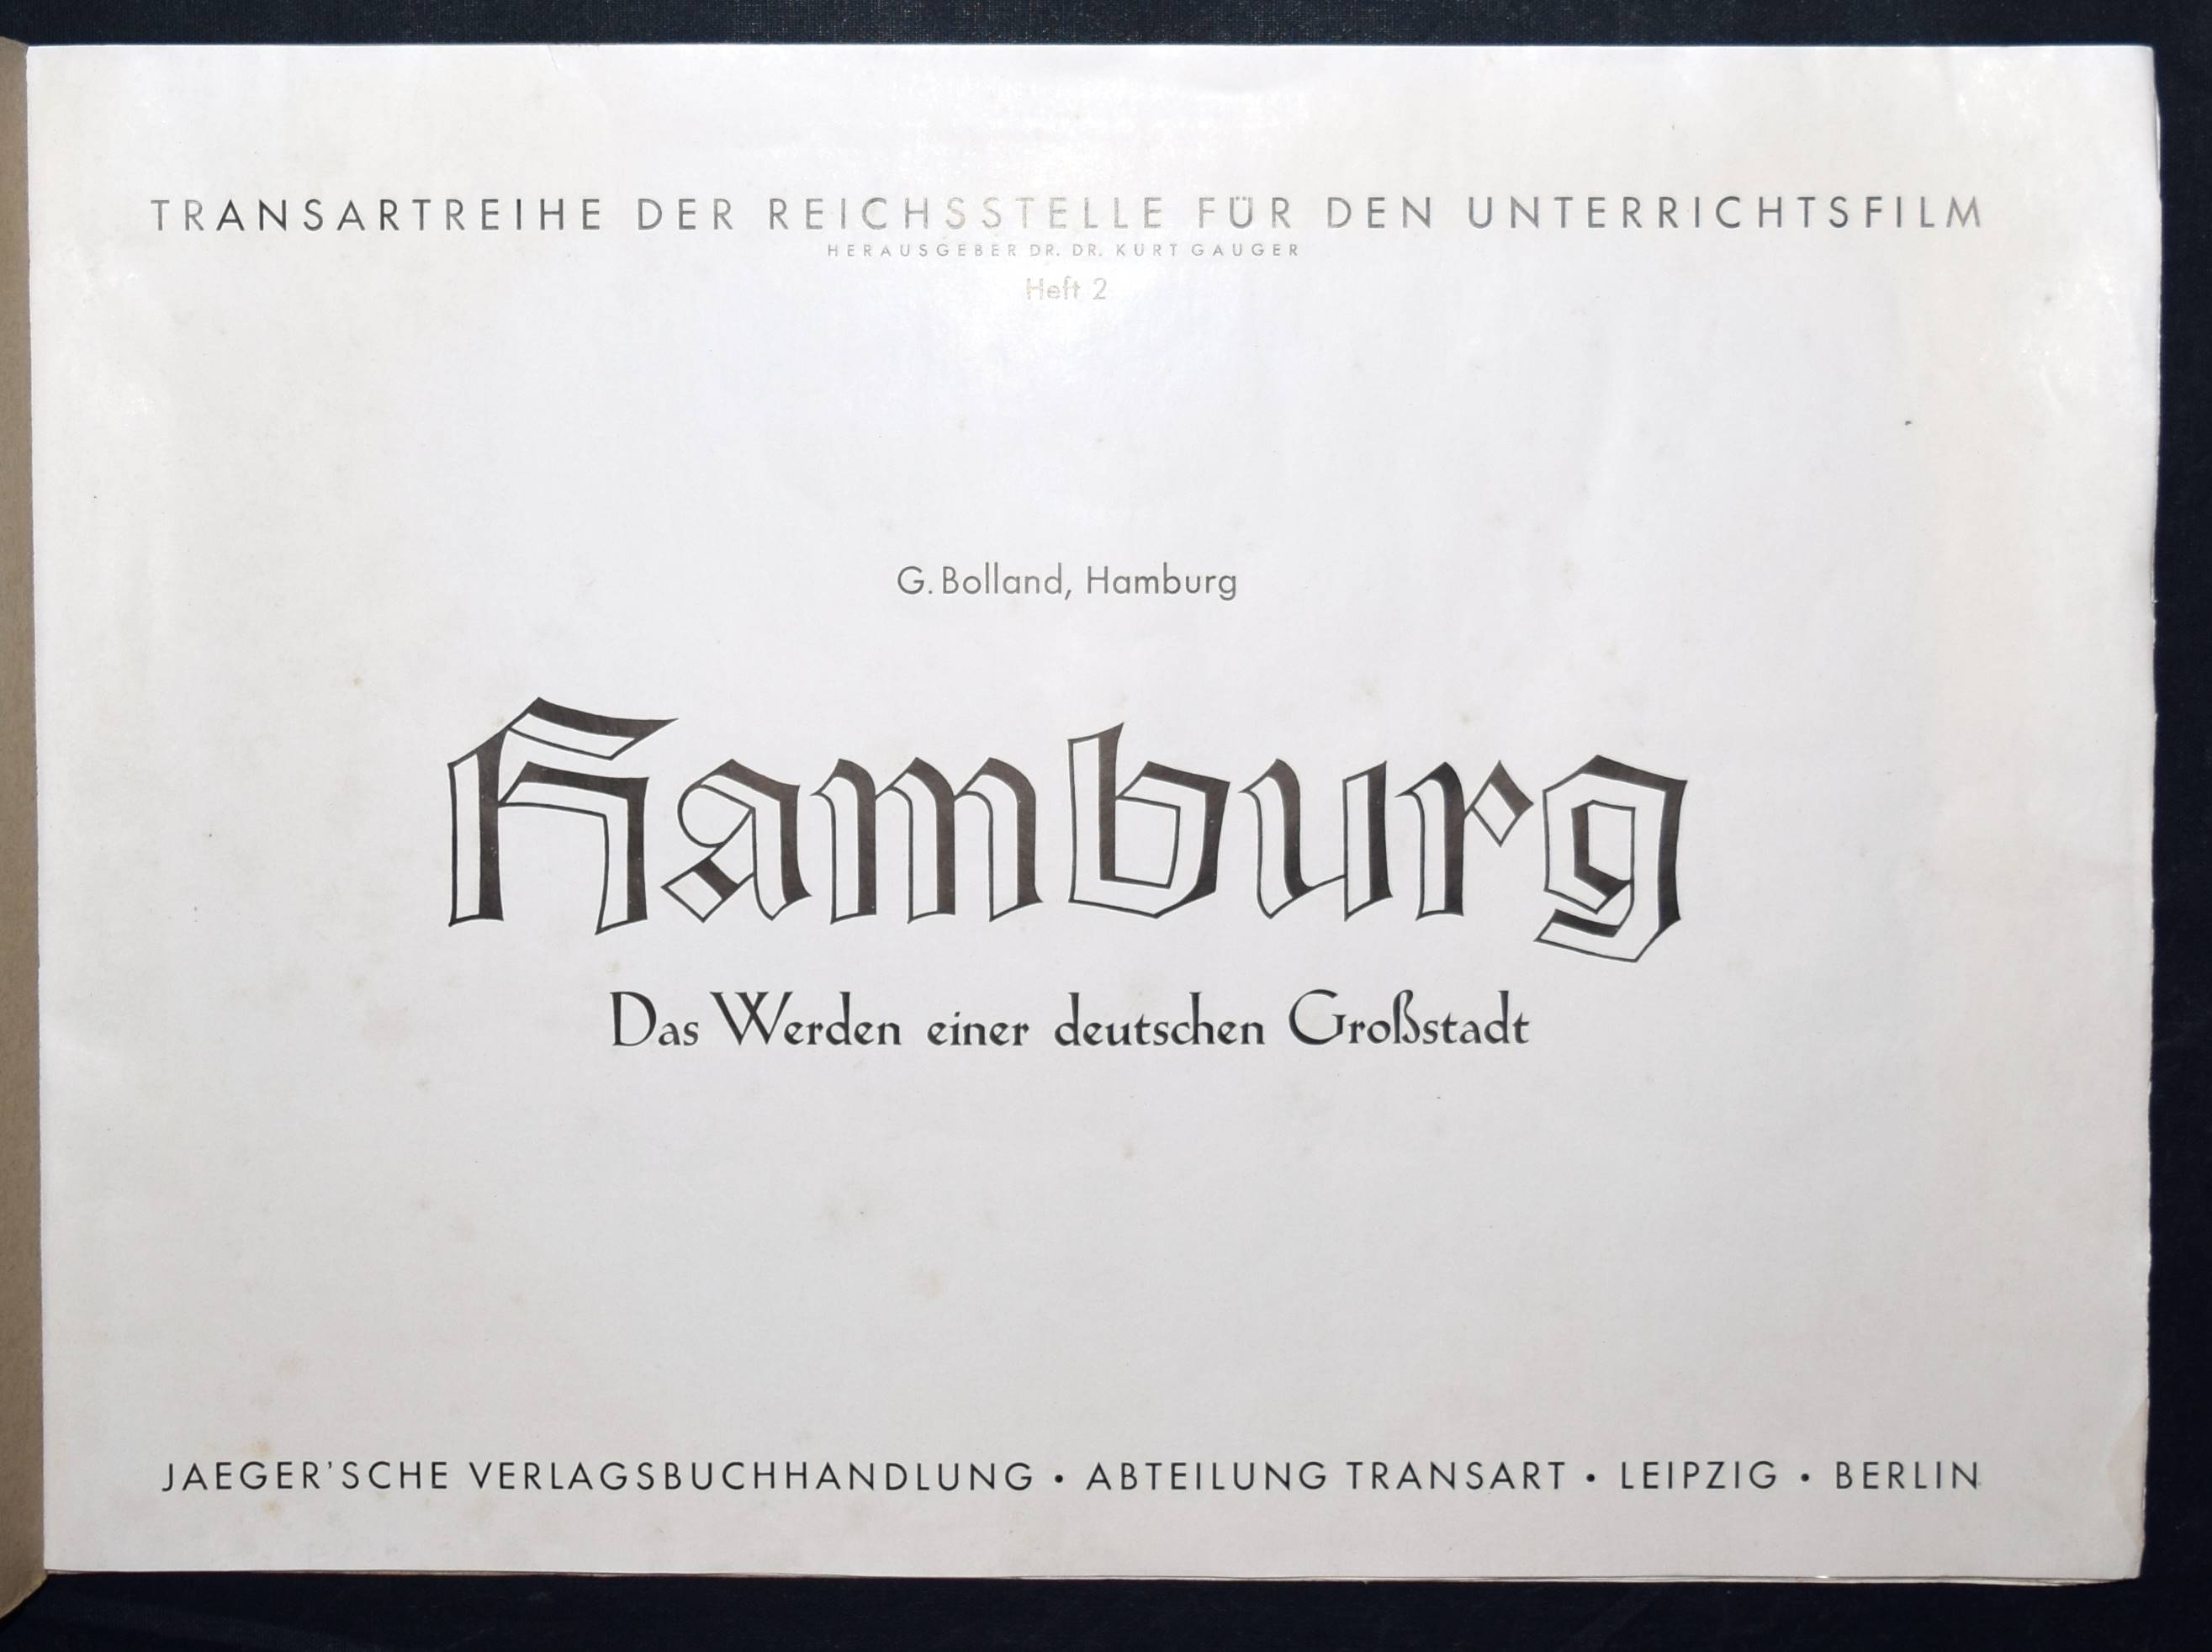 TRANSARTREIHE DER REICHSSTELLE FÜR DEN UNTERRICHTSFILM
HERAUSGEBER DR. DR. KURT GAUGER
Heft 2
G. Bolland, Hamburg
Hamburg
Das Werden einer deutschen Großstadt
JAEGER'SCHE VERLAGSBUCHHANDLUNG • ABTEILUNG TRANSART • LEIPZIG • BERLIN